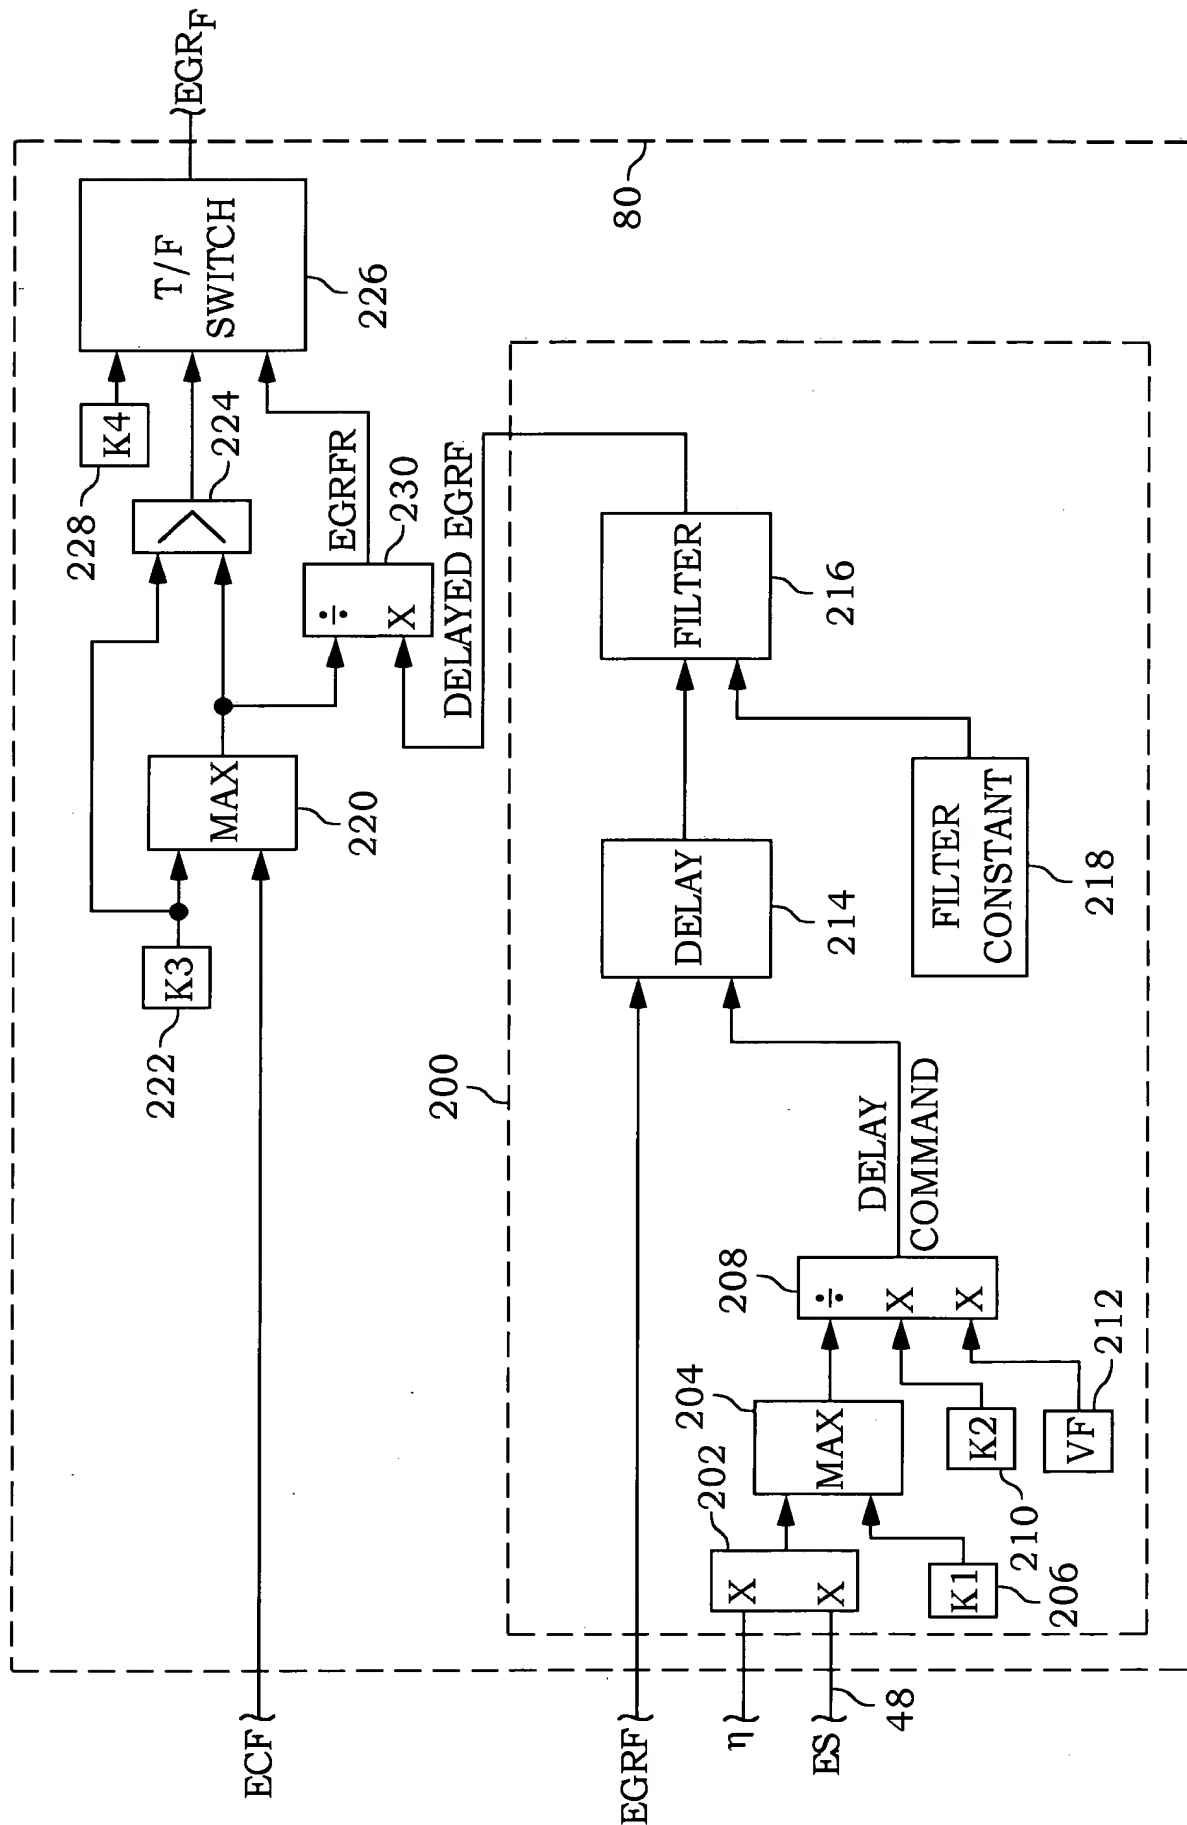 EGRF
80
T/F
SWITCH
226
K4
228
224
EGRFR
÷
X
230
DELAYED EGRF
MAX
220
K3
222
ECF
200
FILTER
216
DELAY
214
FILTER
CONSTANT
218
DELAY
COMMAND
208
÷
X
X
204
MAX
202
X
X
K2
210
VF
212
K1
206
EGRF
η
ES
48